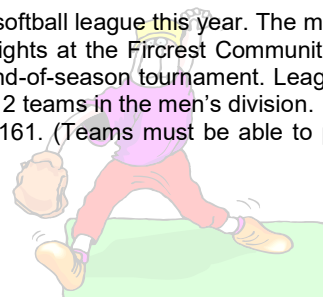 softball league this year. The m
ights at the Fircrest Communit
nd-of-season tournament. Leag
2 teams in the men’s division.
161. (Teams must be able to